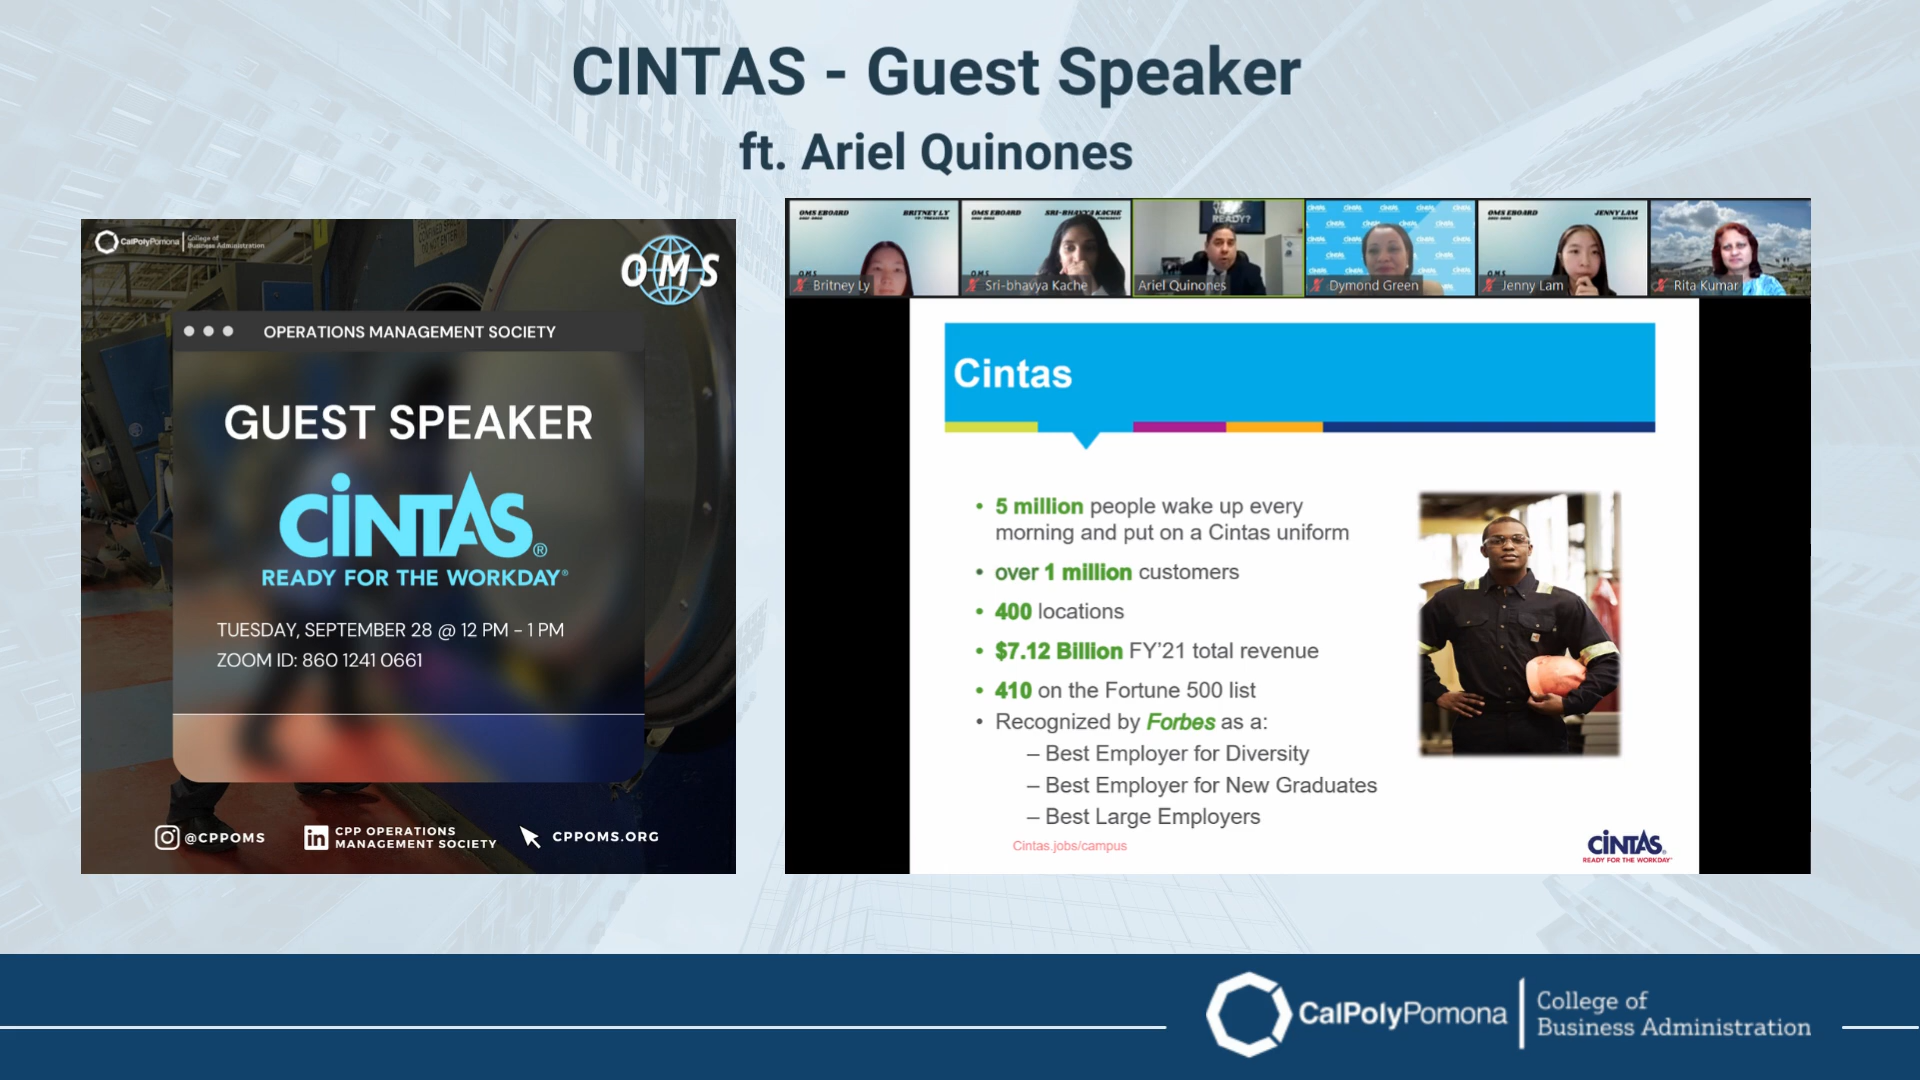 CINTAS - Guest Speaker
ft. Ariel Quinones
CalPolyPomona | College of
Business Administration
OMS
OPERATIONS MANAGEMENT SOCIETY
GUEST SPEAKER
CiNTAS®
READY FOR THE WORKDAY®
TUESDAY, SEPTEMBER 28 @ 12 PM – 1 PM
ZOOM ID: 860 1241 0661
@CPPOMS
CPP OPERATIONS
MANAGEMENT SOCIETY
CPPOMS.ORG
OMS EBOARD
BRITNEY LY
OMS
Britney Ly
OMS EBOARD
SRI-BHAVYA KACHE
OMS
Sri-bhavya Kache
READY?
Ariel Quinones
Dymond Green
OMS EBOARD
JENNY LAM
OMS
Jenny Lam
Rita Kumar
Cintas
• 5 million people wake up every
morning and put on a Cintas uniform
• over 1 million customers
• 400 locations
• $7.12 Billion FY'21 total revenue
• 410 on the Fortune 500 list
• Recognized by Forbes as a:
– Best Employer for Diversity
– Best Employer for New Graduates
– Best Large Employers
Cintas.jobs/campus
CiNTAS®
READY FOR THE WORKDAY®
CalPolyPomona | College of
Business Administration